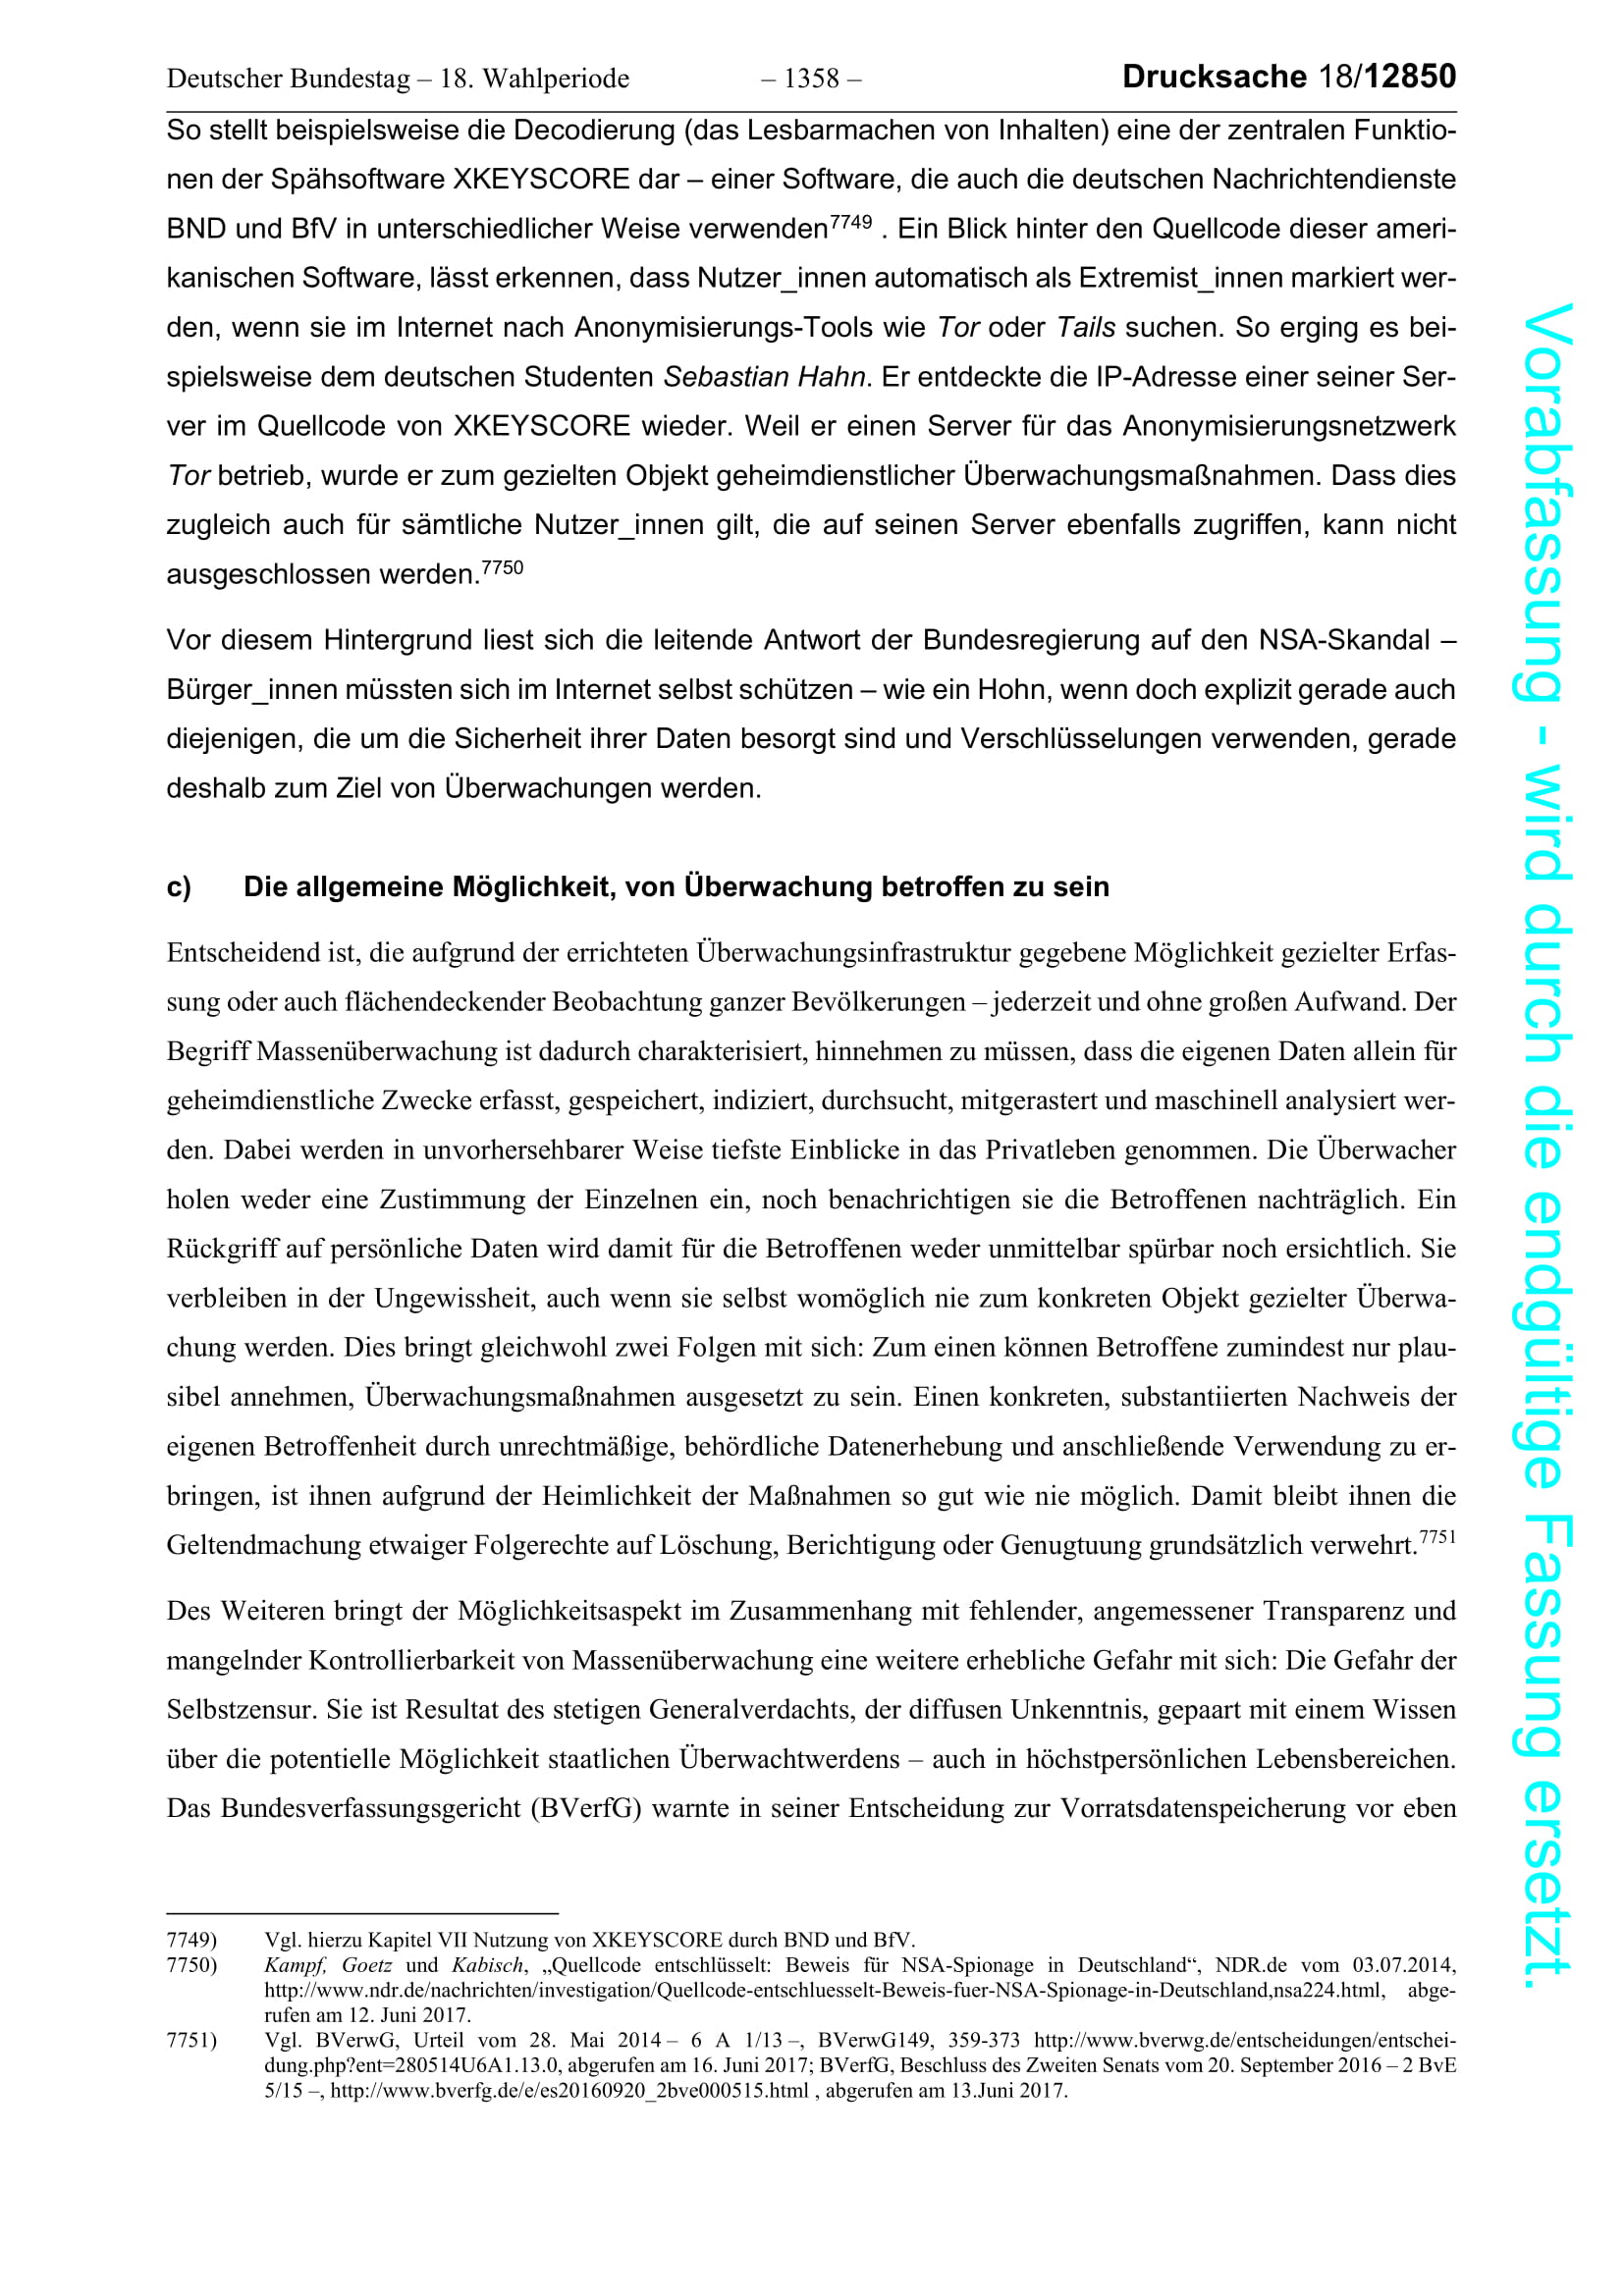 Deutscher Bundestag – 18. Wahlperiode – 1358 – Drucksache 18/12850
So stellt beispielsweise die Decodierung (das Lesbarmachen von Inhalten) eine der zentralen Funktio-
nen der Spähsoftware XKEYSCORE dar – einer Software, die auch die deutschen Nachrichtendienste
BND und BfV in unterschiedlicher Weise verwenden7749 . Ein Blick hinter den Quellcode dieser ameri-
kanischen Software, lässt erkennen, dass Nutzer_innen automatisch als Extremist_innen markiert wer-
den, wenn sie im Internet nach Anonymisierungs-Tools wie Tor oder Tails suchen. So erging es bei-
spielsweise dem deutschen Studenten Sebastian Hahn. Er entdeckte die IP-Adresse einer seiner Ser-
ver im Quellcode von XKEYSCORE wieder. Weil er einen Server für das Anonymisierungsnetzwerk
Tor betrieb, wurde er zum gezielten Objekt geheimdienstlicher Überwachungsmaßnahmen. Dass dies
zugleich auch für sämtliche Nutzer_innen gilt, die auf seinen Server ebenfalls zugriffen, kann nicht
ausgeschlossen werden.7750
Vor diesem Hintergrund liest sich die leitende Antwort der Bundesregierung auf den NSA-Skandal –
Bürger_innen müssten sich im Internet selbst schützen – wie ein Hohn, wenn doch explizit gerade auch
diejenigen, die um die Sicherheit ihrer Daten besorgt sind und Verschlüsselungen verwenden, gerade
deshalb zum Ziel von Überwachungen werden.
c) Die allgemeine Möglichkeit, von Überwachung betroffen zu sein
Entscheidend ist, die aufgrund der errichteten Überwachungsinfrastruktur gegebene Möglichkeit gezielter Erfas-
sung oder auch flächendeckender Beobachtung ganzer Bevölkerungen – jederzeit und ohne großen Aufwand. Der
Begriff Massenüberwachung ist dadurch charakterisiert, hinnehmen zu müssen, dass die eigenen Daten allein für
geheimdienstliche Zwecke erfasst, gespeichert, indiziert, durchsucht, mitgerastert und maschinell analysiert wer-
den. Dabei werden in unvorhersehbarer Weise tiefste Einblicke in das Privatleben genommen. Die Überwacher
holen weder eine Zustimmung der Einzelnen ein, noch benachrichtigen sie die Betroffenen nachträglich. Ein
Rückgriff auf persönliche Daten wird damit für die Betroffenen weder unmittelbar spürbar noch ersichtlich. Sie
verbleiben in der Ungewissheit, auch wenn sie selbst womöglich nie zum konkreten Objekt gezielter Überwa-
chung werden. Dies bringt gleichwohl zwei Folgen mit sich: Zum einen können Betroffene zumindest nur plau-
sibel annehmen, Überwachungsmaßnahmen ausgesetzt zu sein. Einen konkreten, substantiierten Nachweis der
eigenen Betroffenheit durch unrechtmäßige, behördliche Datenerhebung und anschließende Verwendung zu er-
bringen, ist ihnen aufgrund der Heimlichkeit der Maßnahmen so gut wie nie möglich. Damit bleibt ihnen die
Geltendmachung etwaiger Folgerechte auf Löschung, Berichtigung oder Genugtuung grundsätzlich verwehrt.7751
Des Weiteren bringt der Möglichkeitsaspekt im Zusammenhang mit fehlender, angemessener Transparenz und
mangelnder Kontrollierbarkeit von Massenüberwachung eine weitere erhebliche Gefahr mit sich: Die Gefahr der
Selbstzensur. Sie ist Resultat des stetigen Generalverdachts, der diffusen Unkenntnis, gepaart mit einem Wissen
über die potentielle Möglichkeit staatlichen Überwachtwerdens – auch in höchstpersönlichen Lebensbereichen.
Das Bundesverfassungsgericht (BVerfG) warnte in seiner Entscheidung zur Vorratsdatenspeicherung vor eben
7749) Vgl. hierzu Kapitel VII Nutzung von XKEYSCORE durch BND und BfV.
7750) Kampf, Goetz und Kabisch, „Quellcode entschlüsselt: Beweis für NSA-Spionage in Deutschland“, NDR.de vom 03.07.2014,
http://www.ndr.de/nachrichten/investigation/Quellcode-entschluesselt-Beweis-fuer-NSA-Spionage-in-Deutschland,nsa224.html, abge-
rufen am 12. Juni 2017.
7751) Vgl. BVerwG, Urteil vom 28. Mai 2014 – 6 A 1/13 –, BVerwG149, 359-373 http://www.bverwg.de/entscheidungen/entschei-
dung.php?ent=280514U6A1.13.0, abgerufen am 16. Juni 2017; BVerfG, Beschluss des Zweiten Senats vom 20. September 2016 – 2 BvE
5/15 –, http://www.bverfg.de/e/es20160920_2bve000515.html , abgerufen am 13.Juni 2017.
Vorabfassung - wird durch die endgültige Fassung ersetzt.